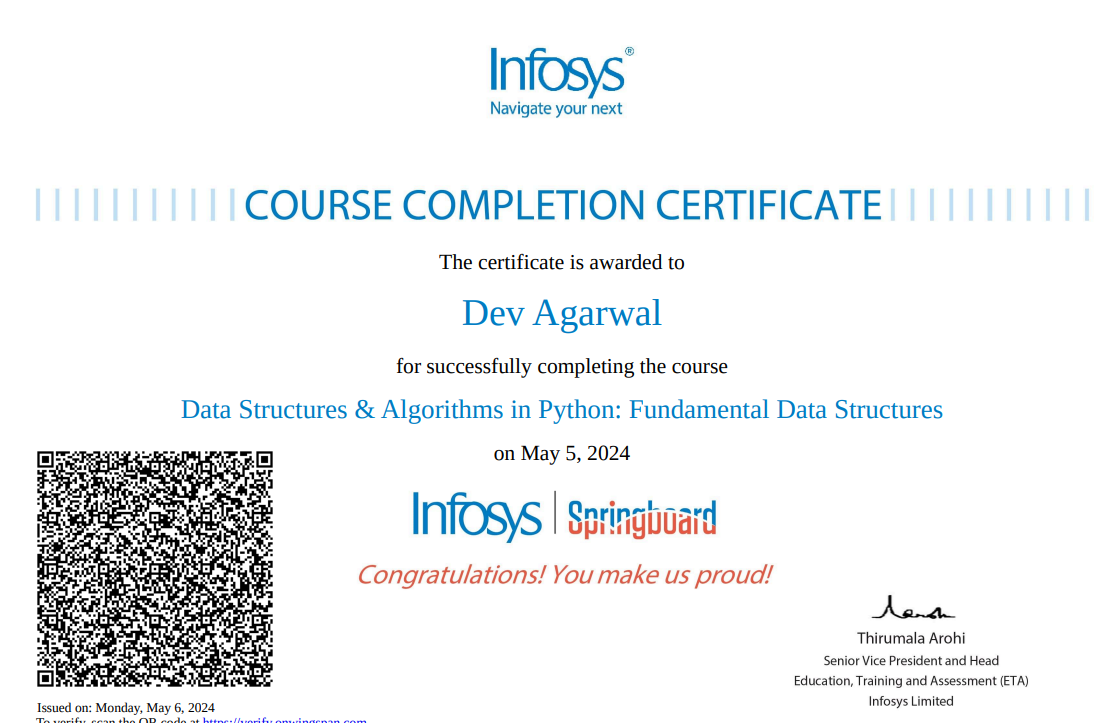 Infosys®
Navigate your next
COURSE COMPLETION CERTIFICATE
The certificate is awarded to
Dev Agarwal
for successfully completing the course
Data Structures & Algorithms in Python: Fundamental Data Structures
on May 5, 2024
Infosys | Springboard
Congratulations! You make us proud!
Thirumala Arohi
Senior Vice President and Head
Education, Training and Assessment (ETA)
Infosys Limited
Issued on: Monday, May 6, 2024
To verify, scan the QR code at https://verify.onwingspan.com